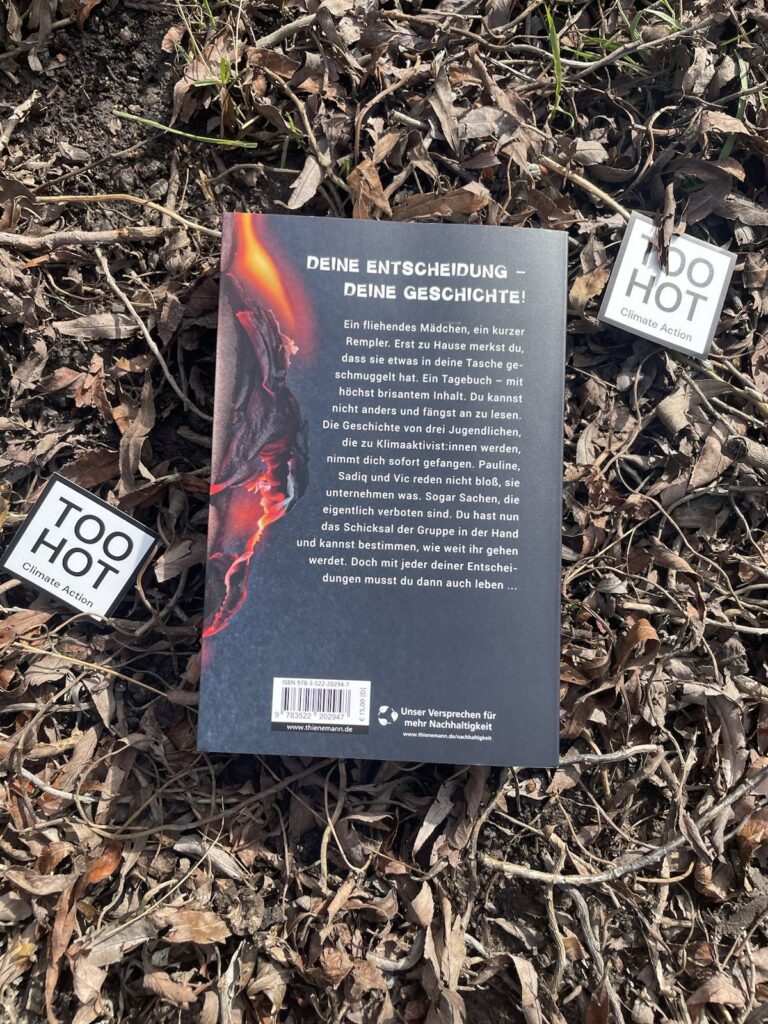 DEINE ENTSCHEIDUNG –
DEINE GESCHICHTE!
Ein fliehendes Mädchen, ein kurzer
Rempler. Erst zu Hause merkst du,
dass sie etwas in deine Tasche ge-
schmuggelt hat. Ein Tagebuch – mit
höchst brisantem Inhalt. Du kannst
nicht anders und fängst an zu lesen.
Die Geschichte von drei Jugendlichen,
die zu Klimaaktivist:innen werden,
nimmt dich sofort gefangen. Pauline,
Sadiq und Vic reden nicht bloß, sie
unternehmen was. Sogar Sachen, die
eigentlich verboten sind. Du hast nun
das Schicksal der Gruppe in der Hand
und kannst bestimmen, wie weit ihr gehen
werdet. Doch mit jeder deiner Entschei-
dungen musst du dann auch leben ...
TOO
HOT
Climate Action
TOO
HOT
Climate Action
ISBN 978-3-522-20294-7
9 783522 202947
€ 15,00 (D)
www.thienemann.de
Unser Versprechen für
mehr Nachhaltigkeit
www.thienemann.de/nachhaltigkeit